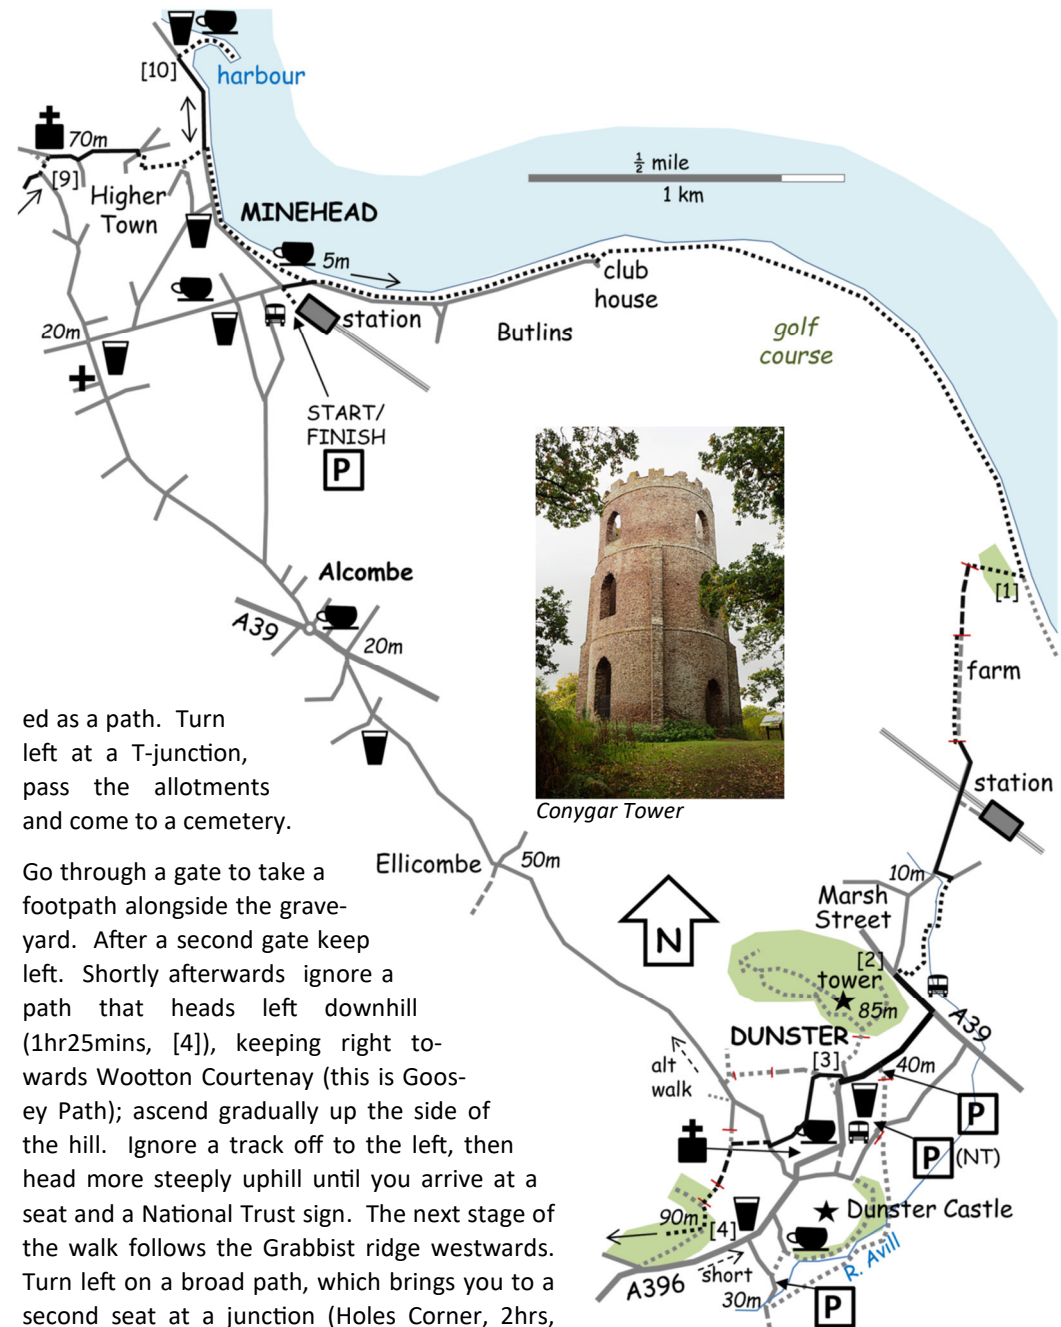 [10]
harbour
70m
[9]
Higher
Town
MINEHEAD
½ mile
1 km
5m
club
house
station
Butlins
golf
course
20m
START/
FINISH
P
Alcombe
A39
20m
[1]
farm
ed as a path. Turn
left at a T-junction,
pass the allotments
and come to a cemetery.
Conygar Tower
station
Ellicombe
50m
10m
Marsh
Street
N
Go through a gate to take a
footpath alongside the grave-
yard. After a second gate keep
left. Shortly afterwards ignore a
path that heads left downhill
(1hr25mins, [4]), keeping right to-
wards Wootton Courtenay (this is Goos-
ey Path); ascend gradually up the side of
the hill. Ignore a track off to the left, then
head more steeply uphill until you arrive at a
seat and a National Trust sign. The next stage of
the walk follows the Grabbist ridge westwards.
Turn left on a broad path, which brings you to a
second seat at a junction (Holes Corner, 2hrs,
[2]
tower
85m
A39
DUNSTER
[3]
40m
alt
walk
P
P
(NT)
90m
[4]
Dunster Castle
R. Avill
A396
short
30m
P